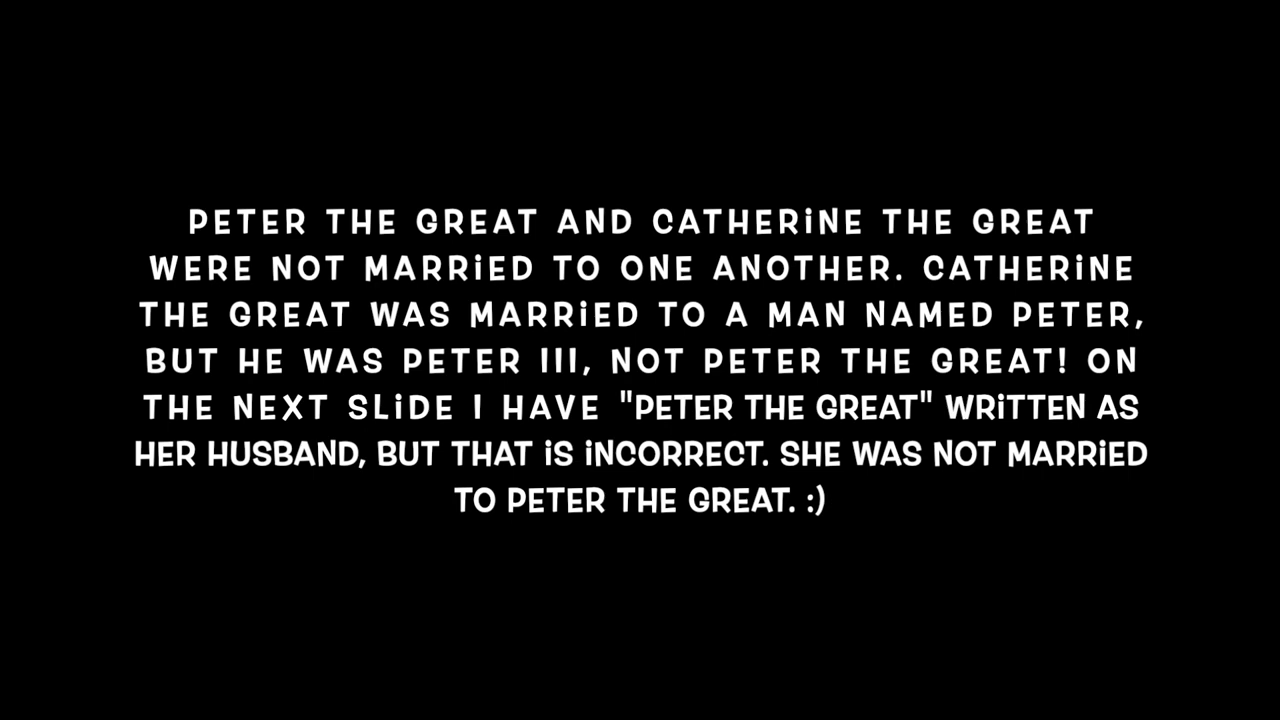 PETER THE GREAT AND CATHERiNE THE GREAT
WERE NOT MARRiED TO ONE ANOTHER. CATHERiNE
THE GREAT WAS MARRiED TO A MAN NAMED PETER,
BUT HE WAS PETER III, NOT PETER THE GREAT! ON
THE NEXT SLiDE I HAVE "PETER THE GREAT" WRiTTEN AS
HER HUSBAND, BUT THAT iS iNCORRECT. SHE WAS NOT MARRiED
TO PETER THE GREAT. :)